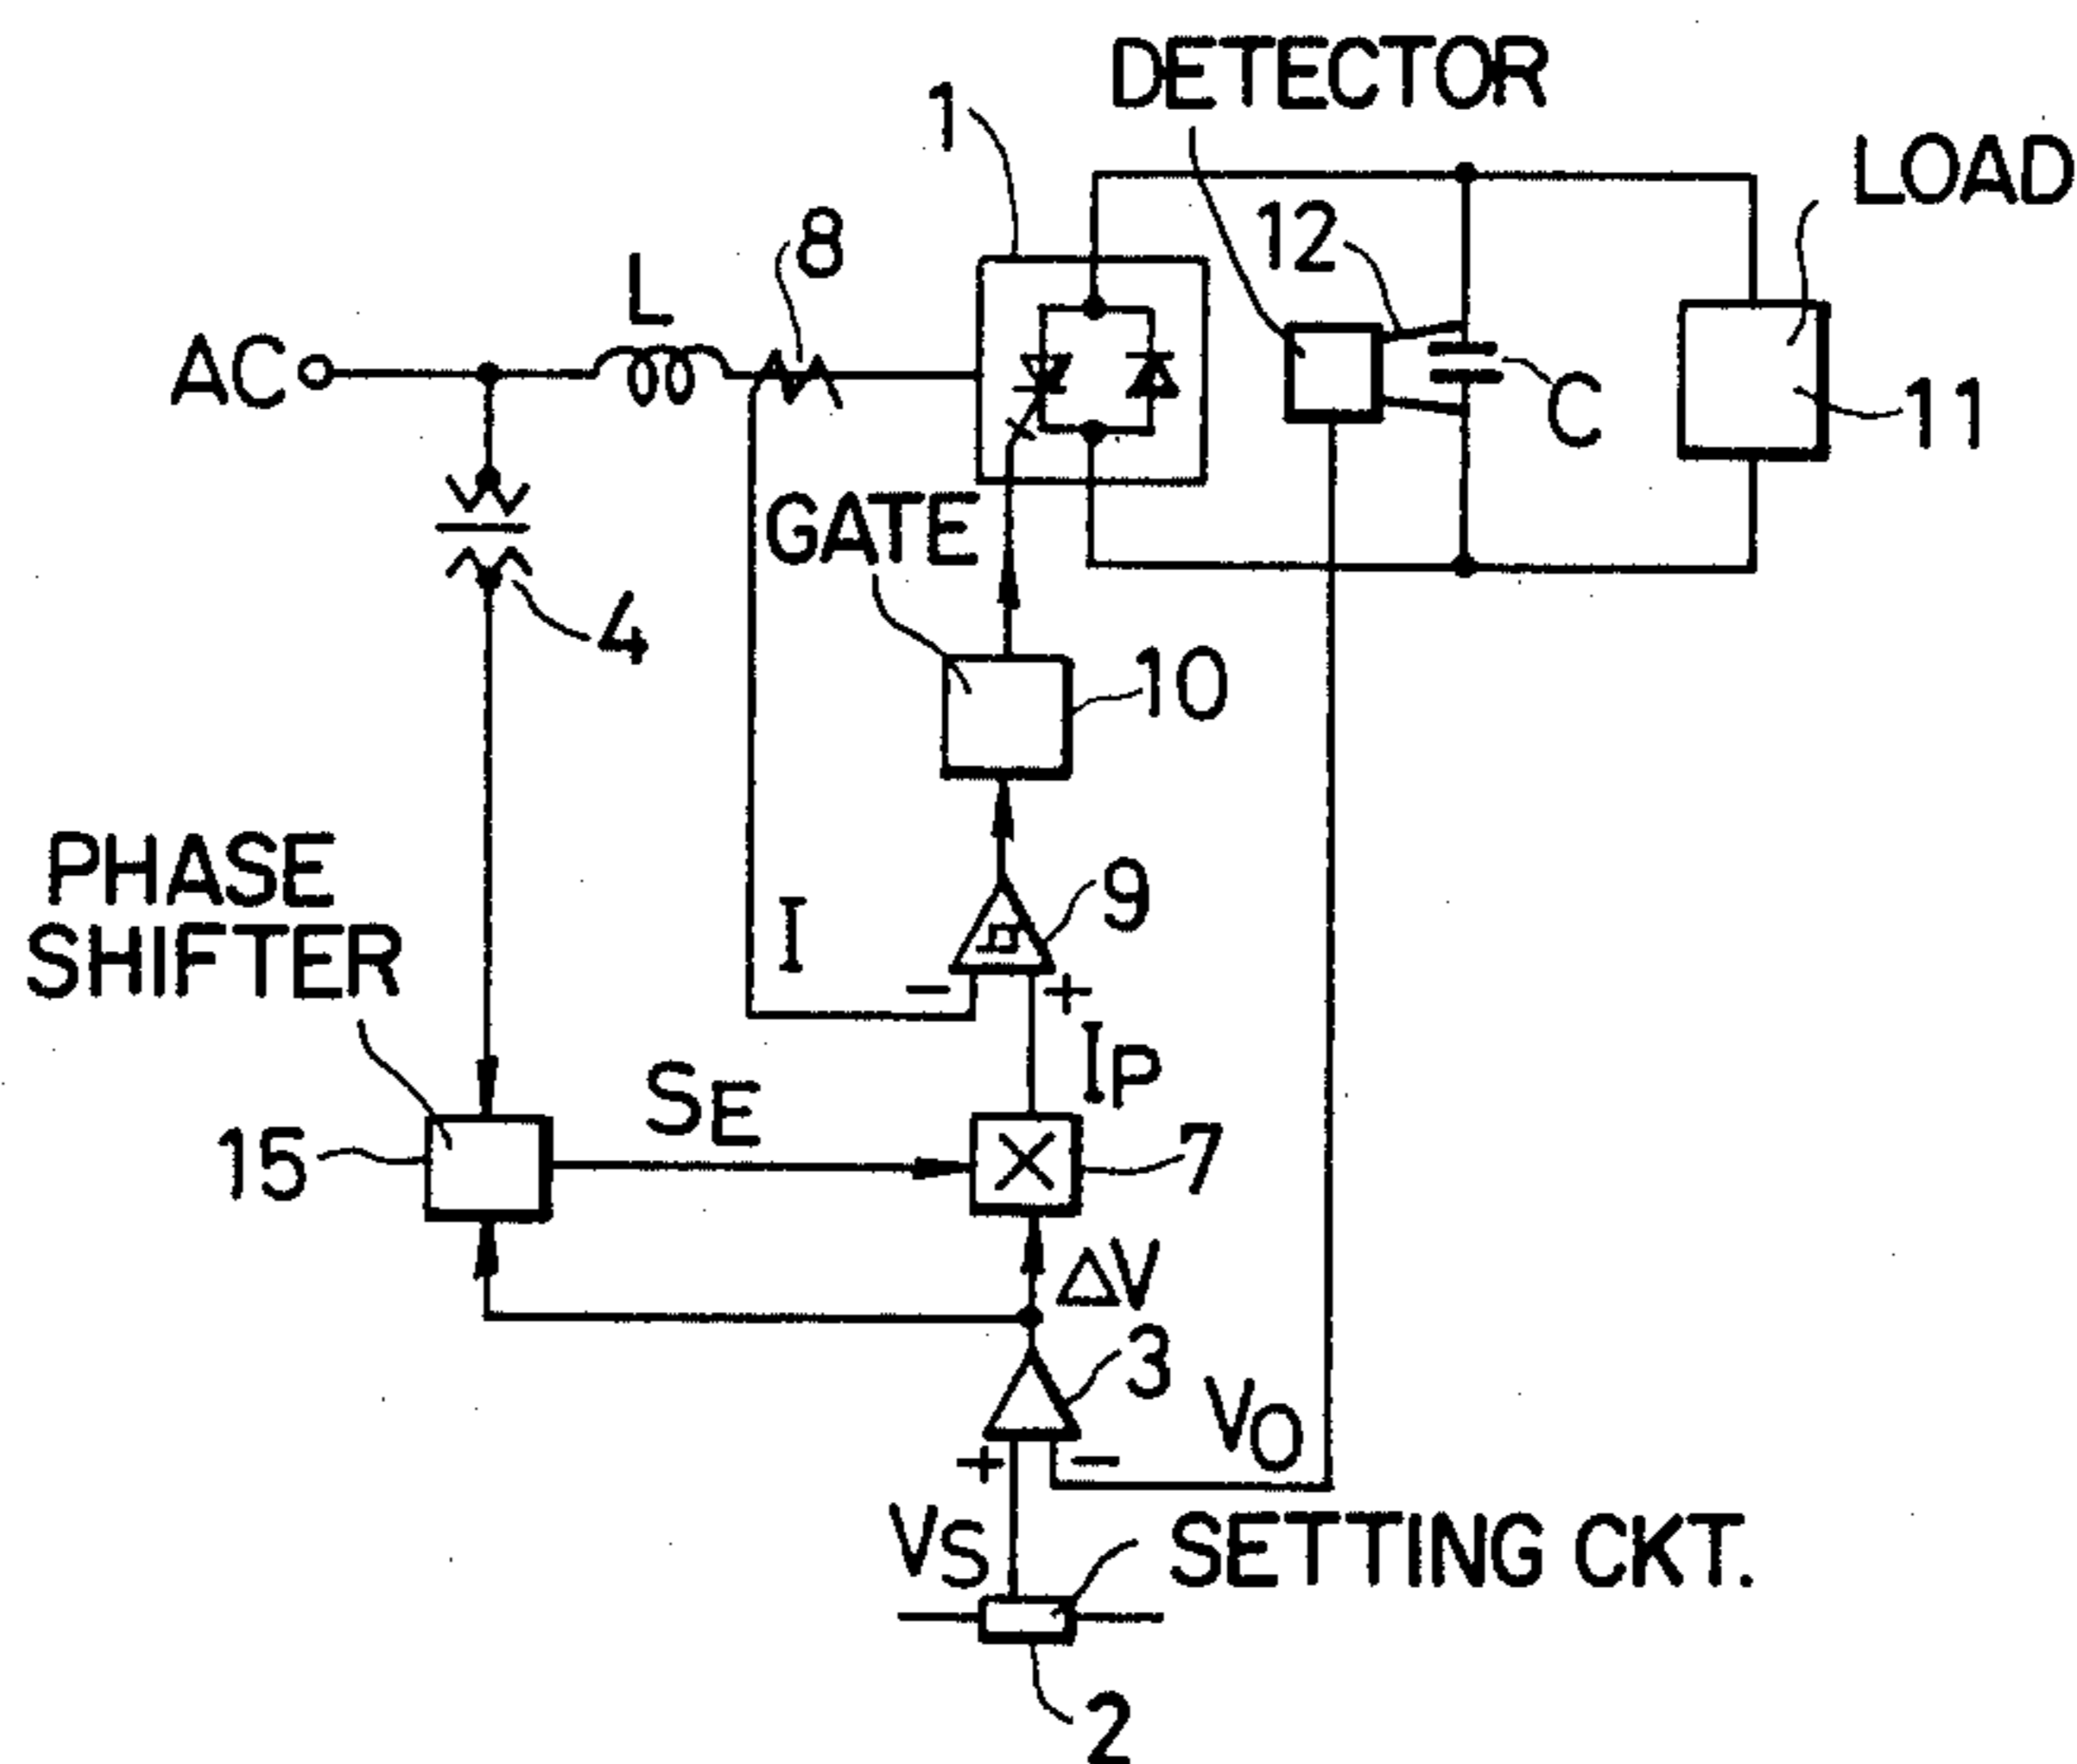 DETECTOR
1
LOAD
12
8
L
AC
C
11
GATE
4
10
PHASE
SHIFTER
I
9
−
+
IP
SE
15
7
ΔV
3
VO
+
−
VS
SETTING CKT.
2